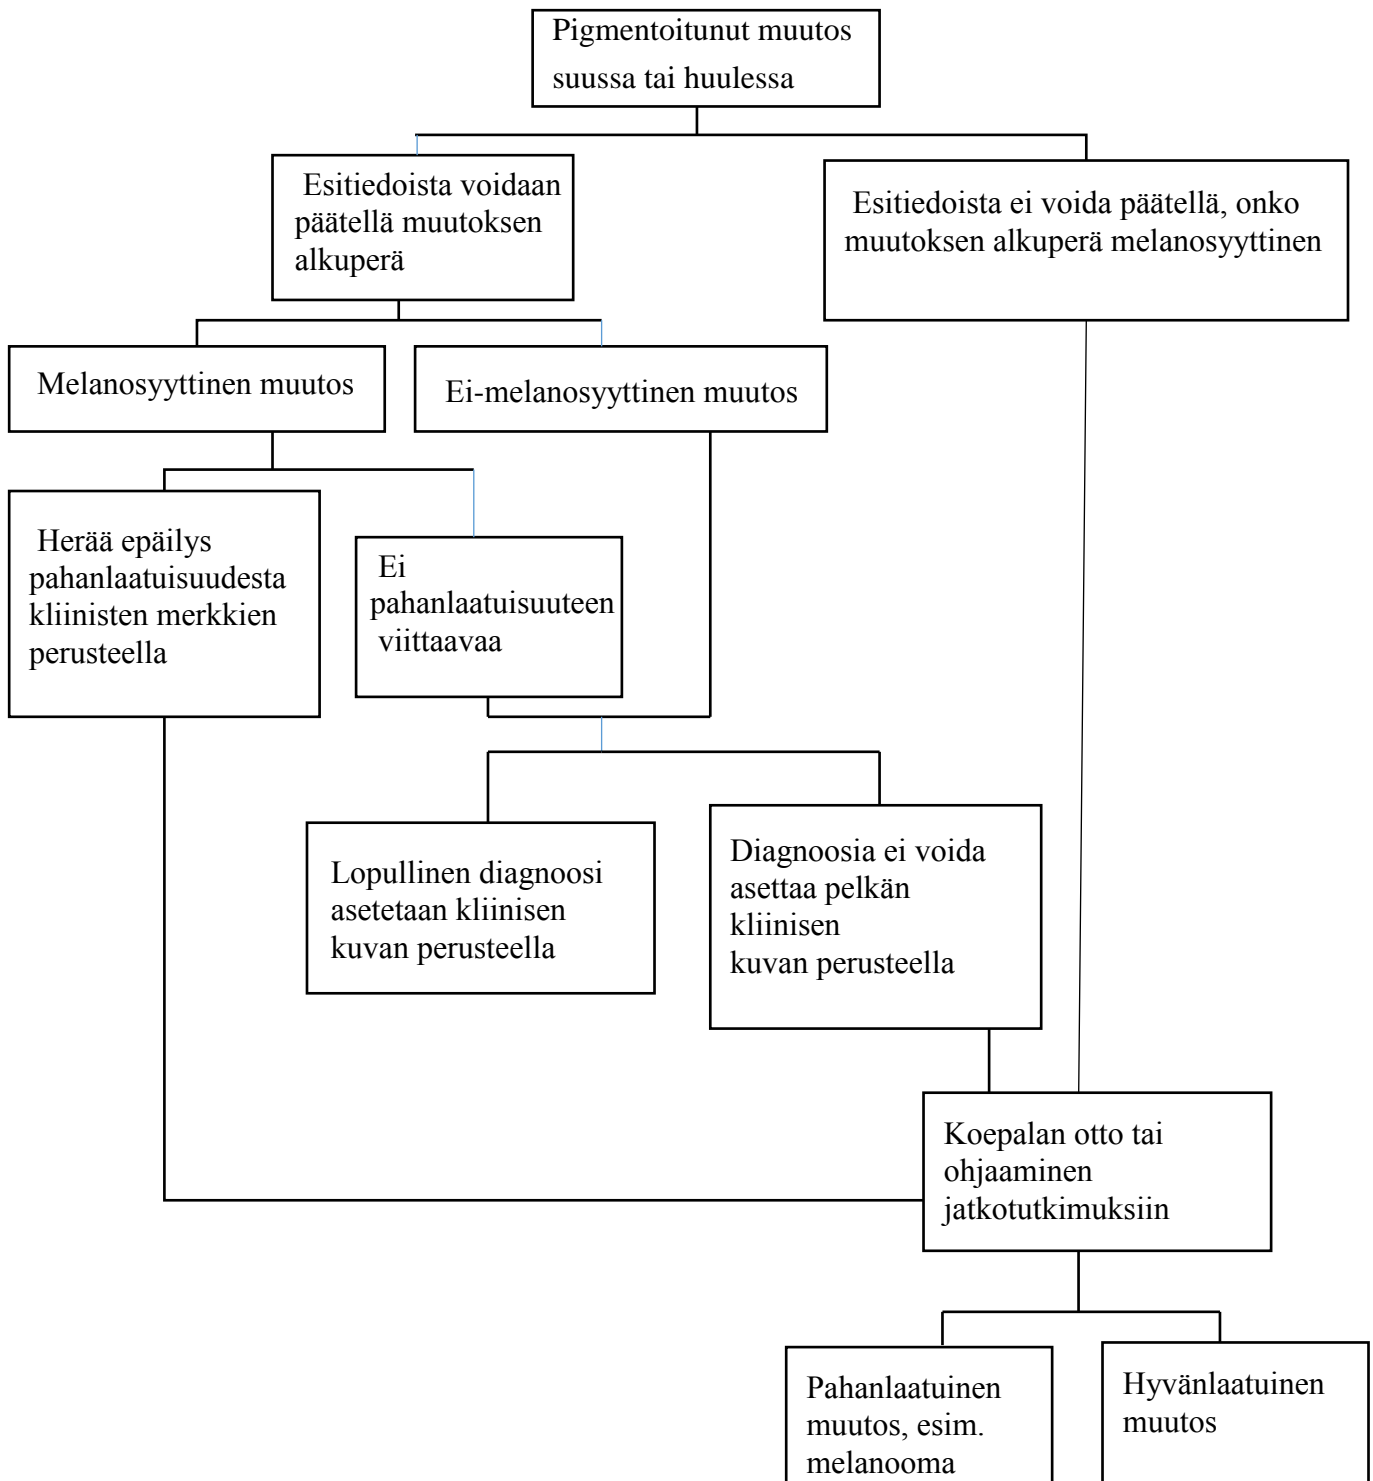 Pigmentoitunut muutos
suussa tai huulessa
Esitiedoista voidaan
päätellä muutoksen
alkuperä
Esitiedoista ei voida päätellä, onko
muutoksen alkuperä melanosyyttinen
Melanosyyttinen muutos
Ei-melanosyyttinen muutos
Herää epäilys
pahanlaatuisuudesta
kliinisten merkkien
perusteella
Ei
pahanlaatuisuuteen
viittaavaa
Lopullinen diagnoosi
asetetaan kliinisen
kuvan perusteella
Diagnoosia ei voida
asettaa pelkän
kliinisen
kuvan perusteella
Koepalan otto tai
ohjaaminen
jatkotutkimuksiin
Pahanlaatuinen
muutos, esim.
melanooma
Hyvänlaatuinen
muutos